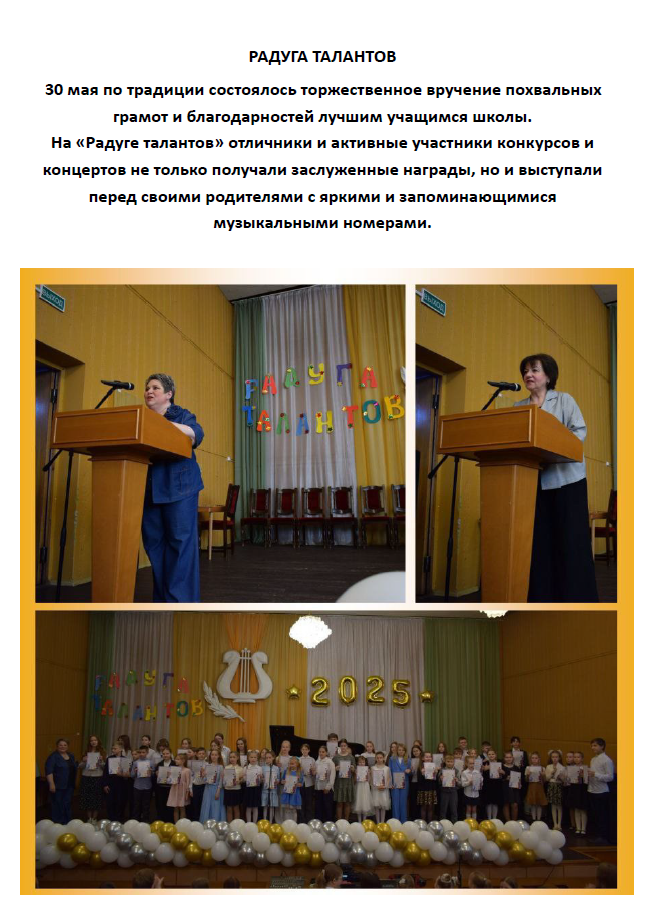 РАДУГА ТАЛАНТОВ
30 мая по традиции состоялось торжественное вручение похвальных
грамот и благодарностей лучшим учащимся школы.
На «Радуге талантов» отличники и активные участники конкурсов и
концертов не только получали заслуженные награды, но и выступали
перед своими родителями с яркими и запоминающимися
музыкальными номерами.
ВЫХОД
ВЫХОД
РАДУГА
ТАЛАНТОВ
РАДУГА
ТАЛАНТОВ
2025